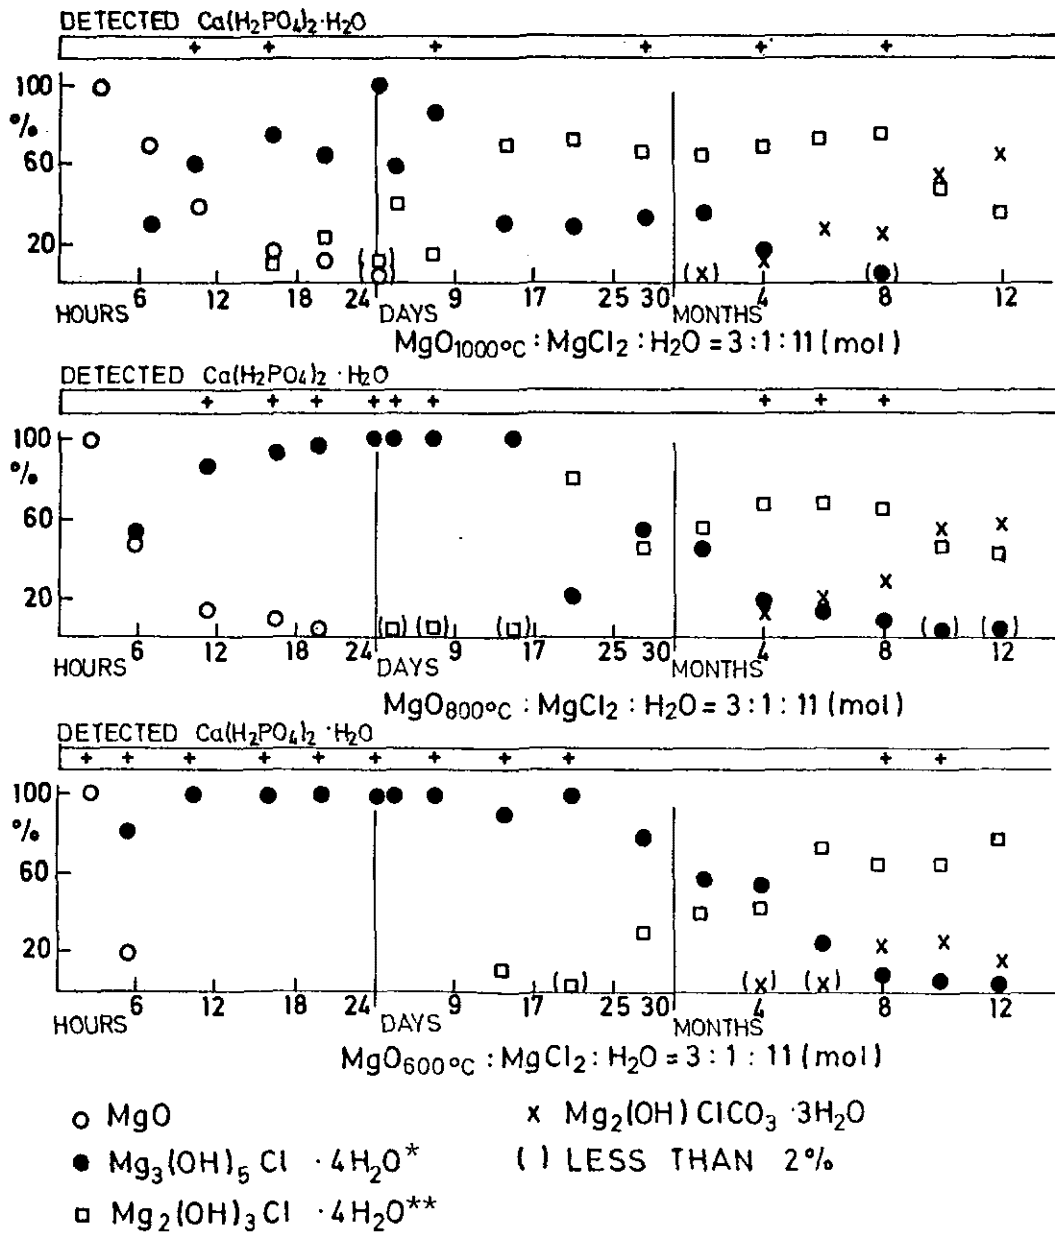 DETECTED Ca(H₂PO₄)₂·H₂O
+ + + + + +
100
%
60
20
6 12 18 24 9 17 25 30 4 8 12
HOURS DAYS MONTHS
MgO₁₀₀₀°C : MgCl₂ : H₂O = 3 : 1 : 11 (mol)
DETECTED Ca(H₂PO₄)₂ · H₂O
+ + + + + + + + +
100
%
60
20
6 12 18 24 9 17 25 30 4 8 12
HOURS DAYS MONTHS
MgO₈₀₀°C : MgCl₂ : H₂O = 3 : 1 : 11 (mol)
DETECTED Ca(H₂PO₄)₂ · H₂O
+ + + + + + + + + + +
100
%
60
20
6 12 18 24 9 17 25 30 4 8 12
HOURS DAYS MONTHS
MgO₆₀₀°C : MgCl₂ : H₂O = 3 : 1 : 11 (mol)
o MgO
● Mg₃(OH)₅Cl · 4H₂O*
□ Mg₂(OH)₃Cl · 4H₂O**
x Mg₂(OH)ClCO₃ · 3H₂O
( ) LESS THAN 2%